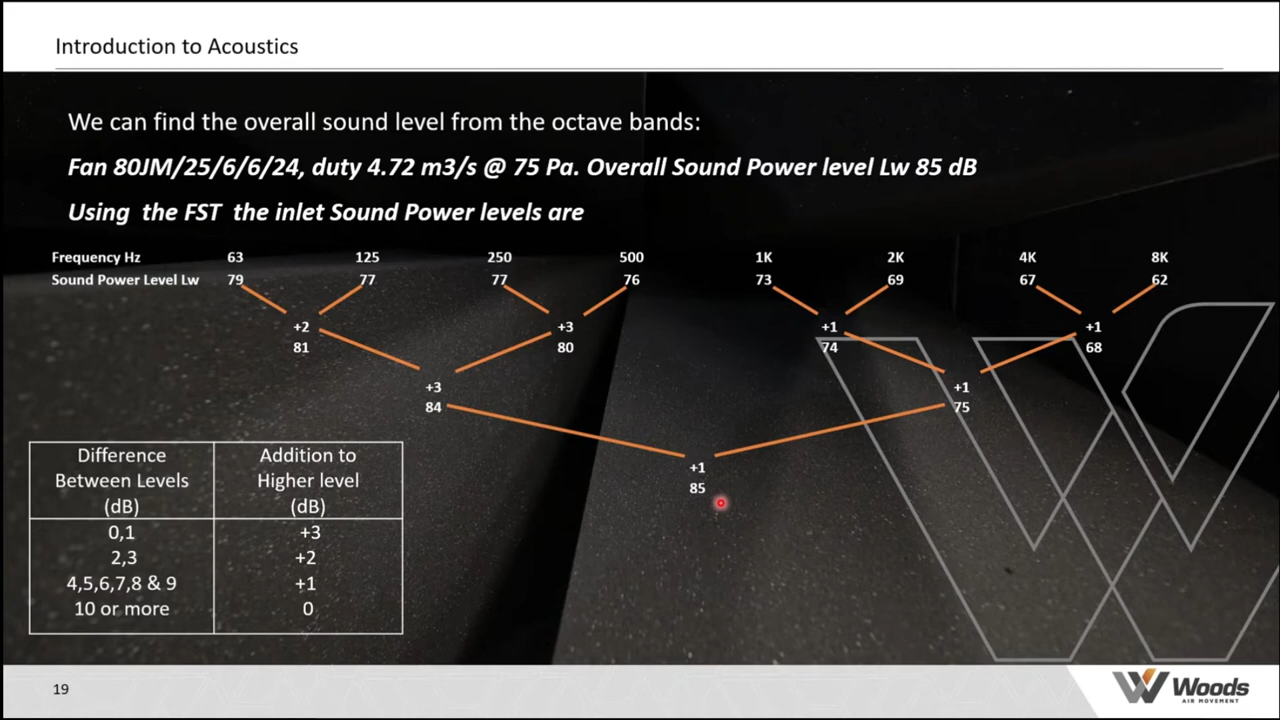 Introduction to Acoustics
We can find the overall sound level from the octave bands:
Fan 80JM/25/6/6/24, duty 4.72 m3/s @ 75 Pa. Overall Sound Power level Lw 85 dB
Using the FST the inlet Sound Power levels are
Frequency Hz 63 125 250 500 1K 2K 4K 8K
Sound Power Level Lw 79 77 77 76 73 69 67 62
+2 +3 +1 +1
81 80 74 68
+3 +1
84 75
+1
85
Difference Between Levels (dB) Addition to Higher level (dB)
0,1 +3
2,3 +2
4,5,6,7,8 & 9 +1
10 or more 0
19
Woods
AIR MOVEMENT